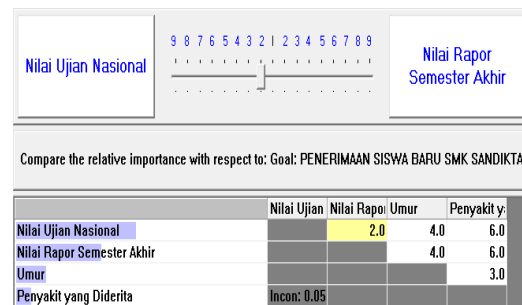 Nilai Ujian Nasional
9 8 7 6 5 4 3 2 1 2 3 4 5 6 7 8 9
Nilai Rapor
Semester Akhir
Compare the relative importance with respect to: Goal: PENERIMAAN SISWA BARU SMK SANDIKTA
Nilai Ujian Nilai Rapor Umur Penyakit y
Nilai Ujian Nasional 2.0 4.0 6.0
Nilai Rapor Semester Akhir 4.0 6.0
Umur 3.0
Penyakit yang Diderita Incon: 0.05